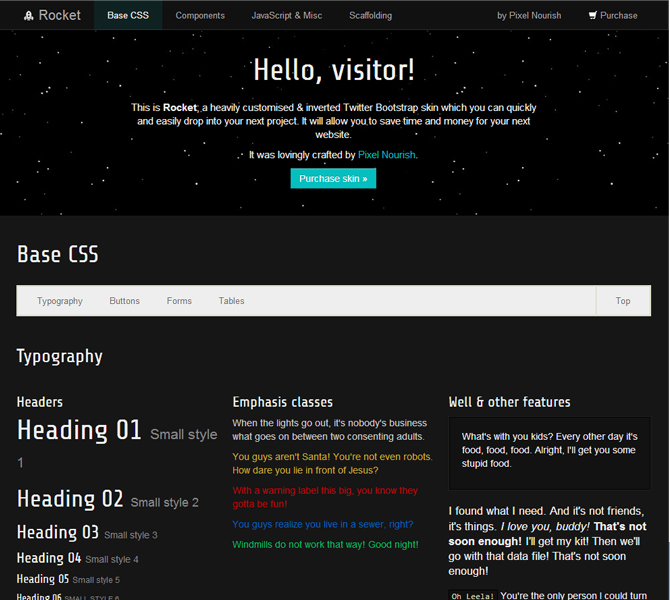 Rocket Base CSS Components JavaScript & Misc Scaffolding by Pixel Nourish Purchase
Hello, visitor!
This is Rocket; a heavily customised & inverted Twitter Bootstrap skin which you can quickly
and easily drop into your next project. It will allow you to save time and money for your next
website.
It was lovingly crafted by Pixel Nourish.
Purchase skin »
Base CSS
Typography Buttons Forms Tables Top
Typography
Headers
Heading 01 Small style
1
Heading 02 Small style 2
Heading 03 Small style 3
Heading 04 Small style 4
Heading 05 Small style 5
Heading 06 SMALL STYLE 6
Emphasis classes
When the lights go out, it's nobody's business
what goes on between two consenting adults.
You guys aren't Santa! You're not even robots.
How dare you lie in front of Jesus?
With a warning label this big, you know they
gotta be fun!
You guys realize you live in a sewer, right?
Windmills do not work that way! Good night!
Well & other features
What's with you kids? Every other day it's
food, food, food. Alright, I'll get you some
stupid food.
I found what I need. And it's not friends,
it's things. I love you, buddy! That's not
soon enough! I'll get my kit! Then we'll
go with that data file! That's not soon
enough!
Oh Leela! You're the only person I could turn